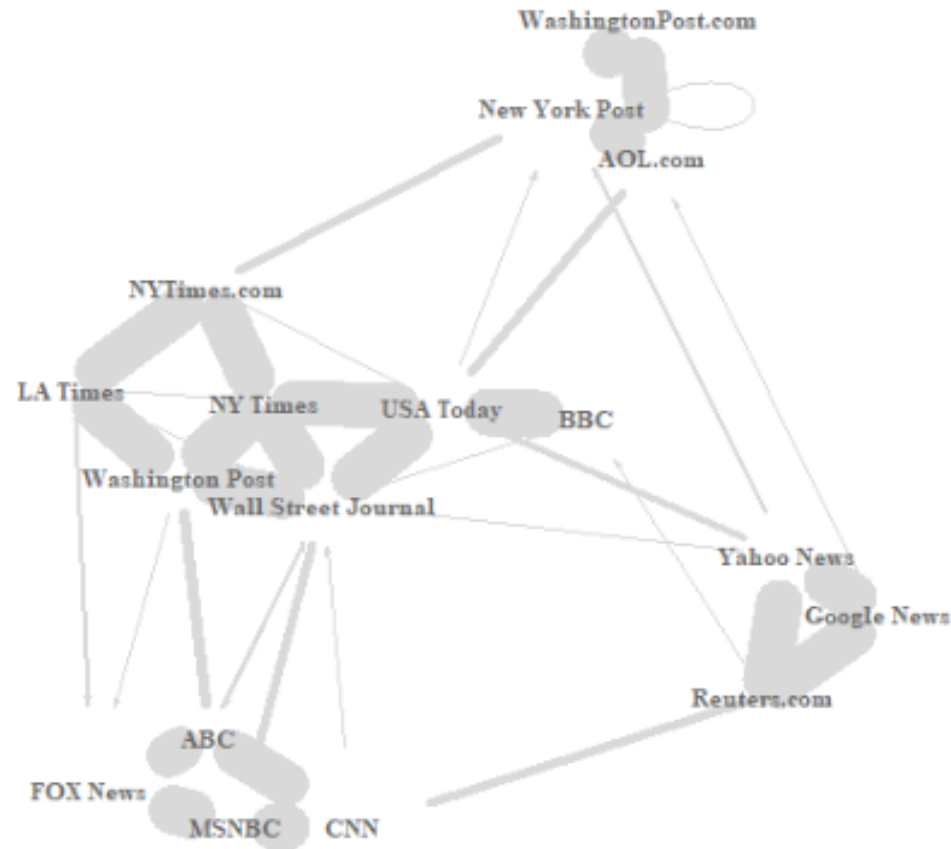 WashingtonPost.com
New York Post
AOL.com
NYTimes.com
LA Times
NY Times
USA Today
BBC
Washington Post
Wall Street Journal
Yahoo News
Google News
Reuters.com
ABC
FOX News
MSNBC
CNN